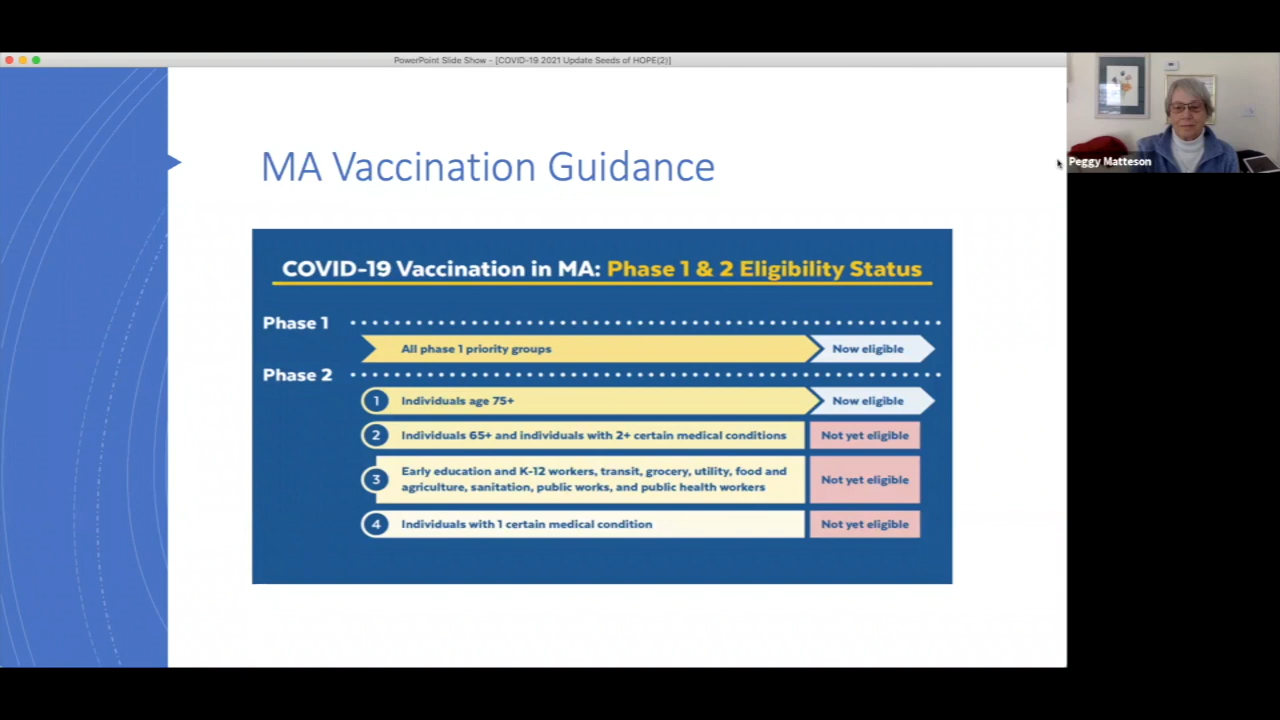 PowerPoint Slide Show - [COVID-19 2021 Update Seeds of HOPE(2)]
Peggy Matteson
MA Vaccination Guidance
COVID-19 Vaccination in MA: Phase 1 & 2 Eligibility Status
Phase 1
All phase 1 priority groups
Now eligible
Phase 2
1
Individuals age 75+
Now eligible
2
Individuals 65+ and individuals with 2+ certain medical conditions
Not yet eligible
3
Early education and K-12 workers, transit, grocery, utility, food and
agriculture, sanitation, public works, and public health workers
Not yet eligible
4
Individuals with 1 certain medical condition
Not yet eligible